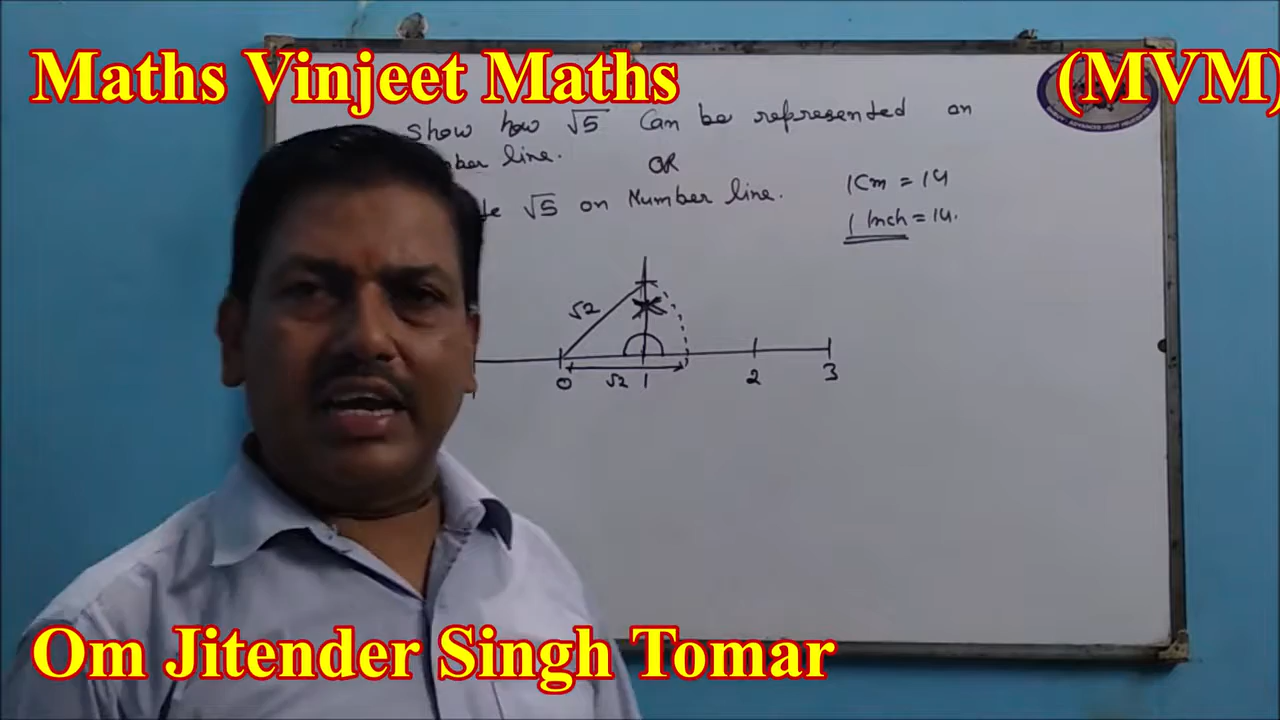 Maths Vinjeet Maths (MVM)
Show how √5 Can be represented on
line. OR
√5 on Number line.
1Cm = 1u
1 Inch = 1u.
√2
0 √2 1 2 3
Om Jitender Singh Tomar